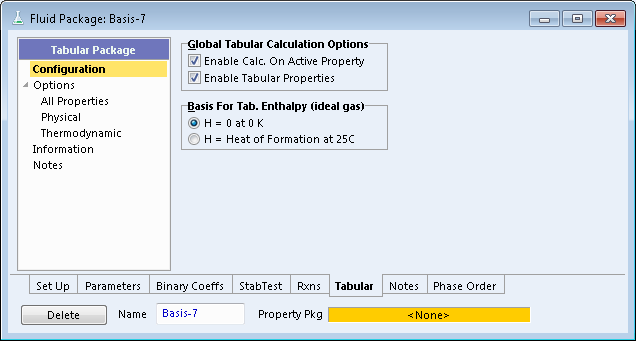 Fluid Package: Basis-7
Tabular Package
Configuration
Options
All Properties
Physical
Thermodynamic
Information
Notes
Global Tabular Calculation Options
Enable Calc. On Active Property
Enable Tabular Properties
Basis For Tab. Enthalpy (ideal gas)
H = 0 at 0 K
H = Heat of Formation at 25C
Set Up Parameters Binary Coeffs StabTest Rxns Tabular Notes Phase Order
Delete Name Basis-7 Property Pkg <None>